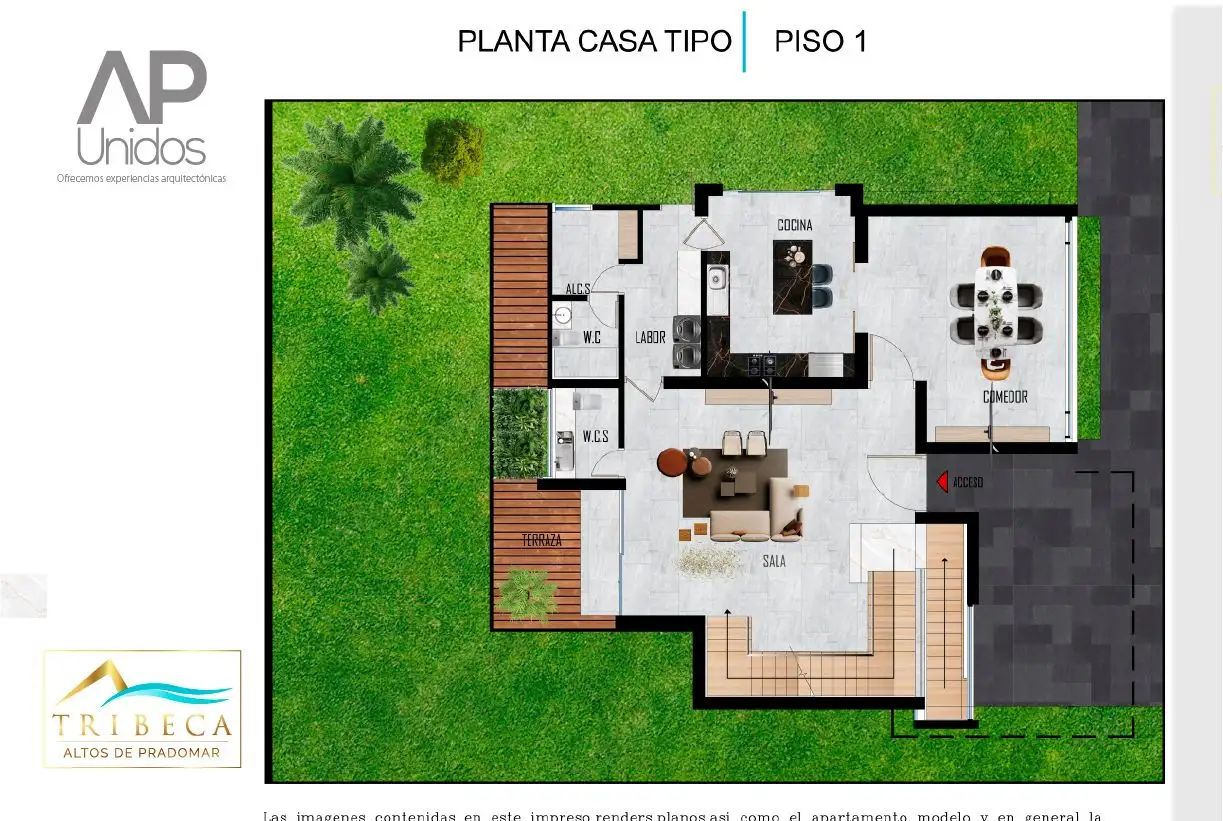 PLANTA CASA TIPO PISO 1
AP
Unidos
Ofrecemos experiencias arquitectónicas
COCINA
ALC.S
W.C
LABOR
COMEDOR
W.C.S
ACCESO
TERRAZA
SALA
TRIBECA
ALTOS DE PRADOMAR
Las imagenes contenidas en este impreso,renders,planos,asi como el apartamento modelo y en general la